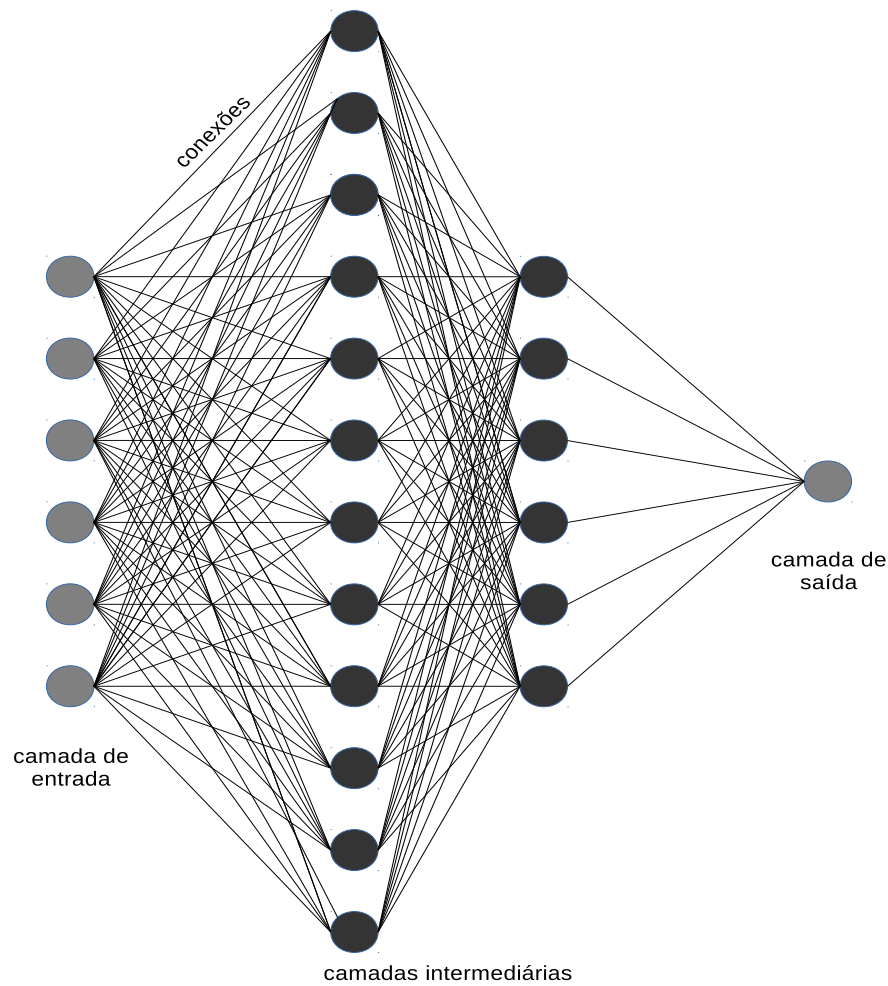 conexões
camada de
saída
camada de
entrada
camadas intermediárias